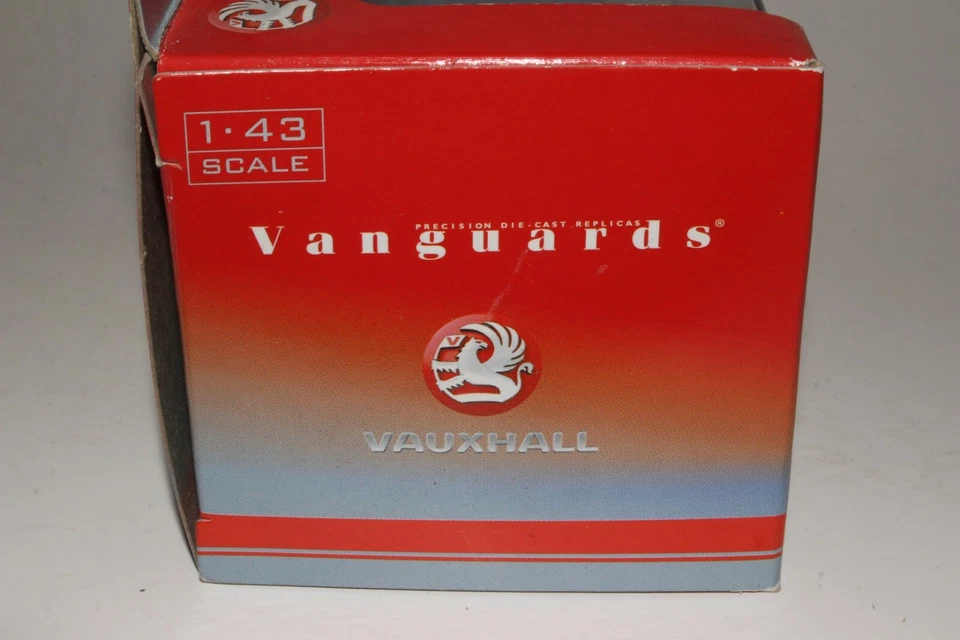 1·43
SCALE
PRECISION DIE-CAST REPLICAS
Vanguards®
V
VAUXHALL